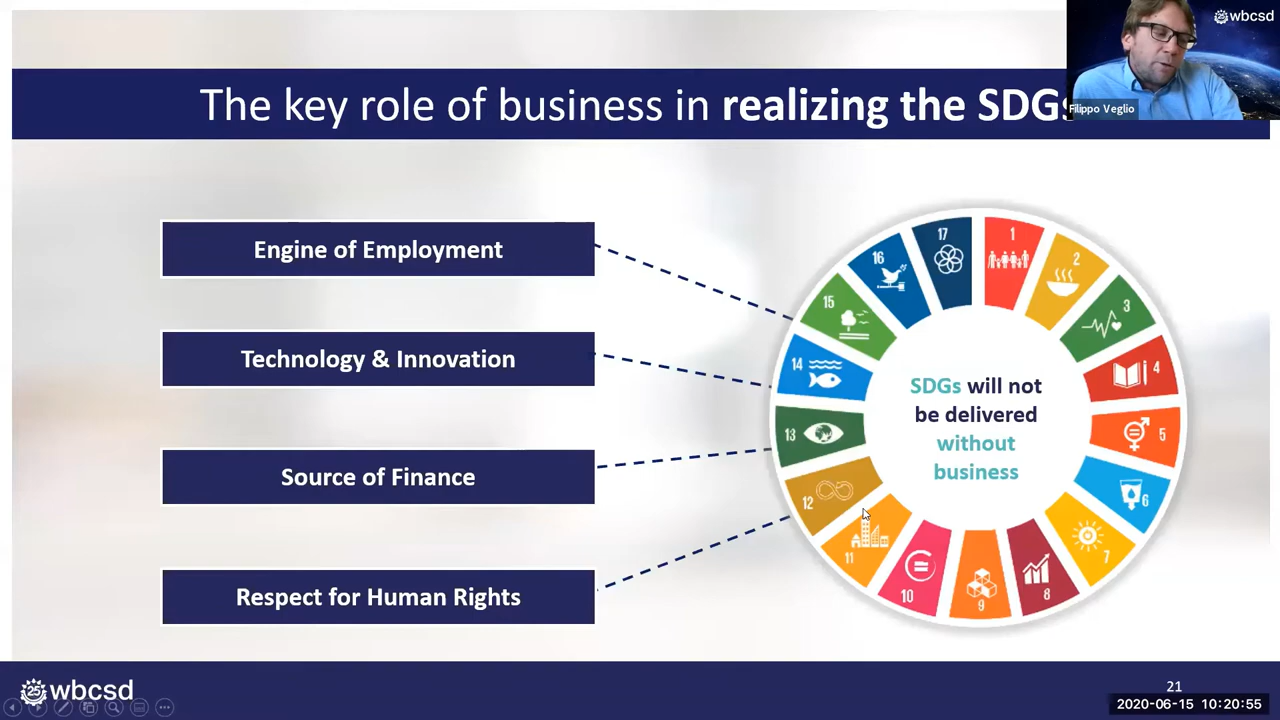 wbcsd
The key role of business in realizing the SDGs
Filippo Veglio
Engine of Employment
Technology & Innovation
Source of Finance
Respect for Human Rights
1
2
3
4
5
6
7
8
9
10
11
12
13
14
15
16
17
SDGs will not
be delivered
without
business
25
wbcsd
21
2020-06-15 10:20:55